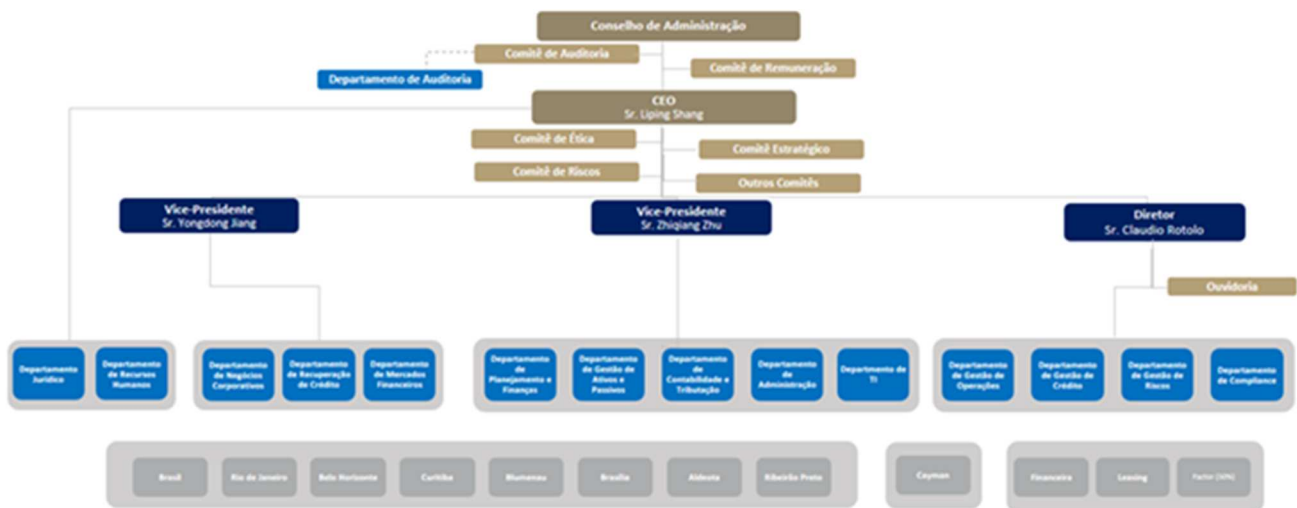 Conselho de Administração
Comitê de Auditoria
Comitê de Remuneração
Departamento de Auditoria
CEO
Sr. Liping Shang
Comitê de Ética
Comitê Estratégico
Comitê de Riscos
Outros Comitês
Vice-Presidente
Sr. Yongdong Jiang
Vice-Presidente
Sr. Zhiqiang Zhu
Diretor
Sr. Claudio Rotolo
Ouvidoria
Departamento
Jurídico
Departamento
de Recursos
Humanos
Departamento
de Negócios
Corporativos
Departamento
de Recuperação
de Crédito
Departamento
de Mercados
Financeiros
Departamento
de
Planejamento e
Finanças
Departamento
de Gestão de
Ativos e
Passivos
Departamento
de
Contabilidade e
Tributação
Departamento
de
Administração
Departamento de
TI
Departamento
de Gestão de
Operações
Departamento
de Gestão de
Crédito
Departamento
de Gestão de
Riscos
Departamento
de Compliance
Brasil
Rio de Janeiro
Belo Horizonte
Curitiba
Blumenau
Brasília
Aldeota
Ribeirão Preto
Cayman
Financeira
Leasing
Factor (50%)